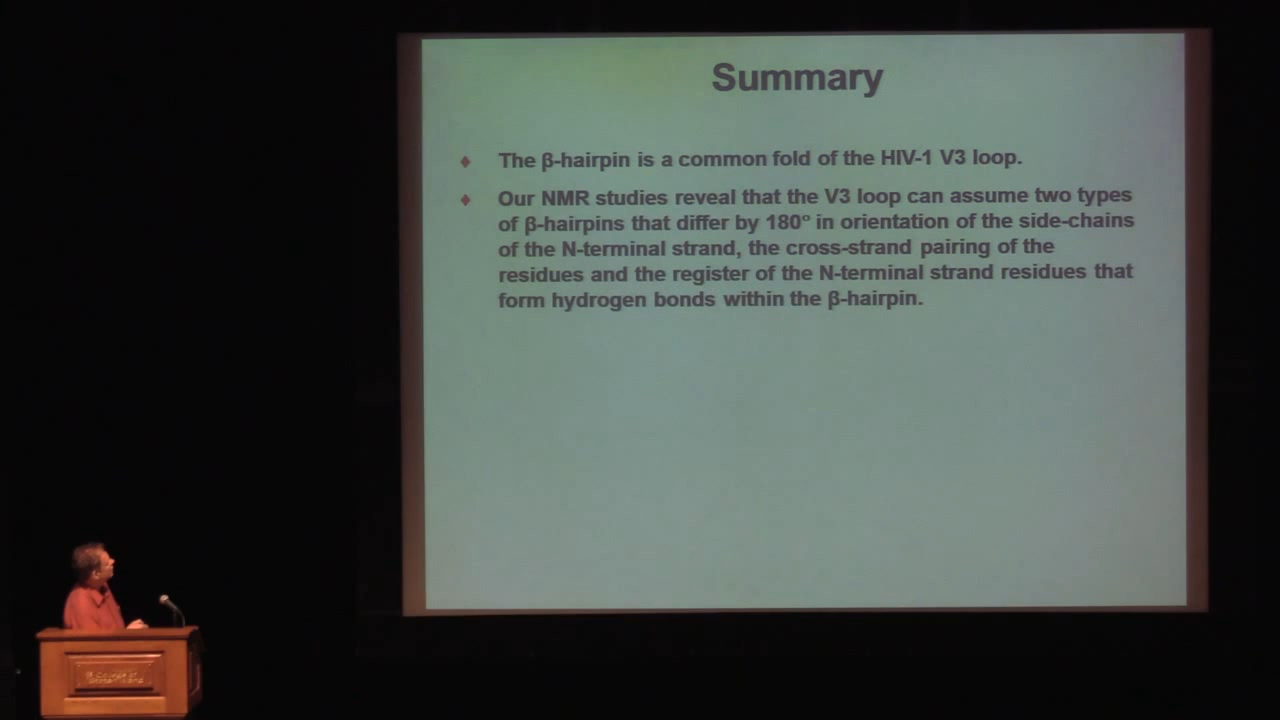 Summary
♦ The β-hairpin is a common fold of the HIV-1 V3 loop.
♦ Our NMR studies reveal that the V3 loop can assume two types
of β-hairpins that differ by 180° in orientation of the side-chains
of the N-terminal strand, the cross-strand pairing of the
residues and the register of the N-terminal strand residues that
form hydrogen bonds within the β-hairpin.